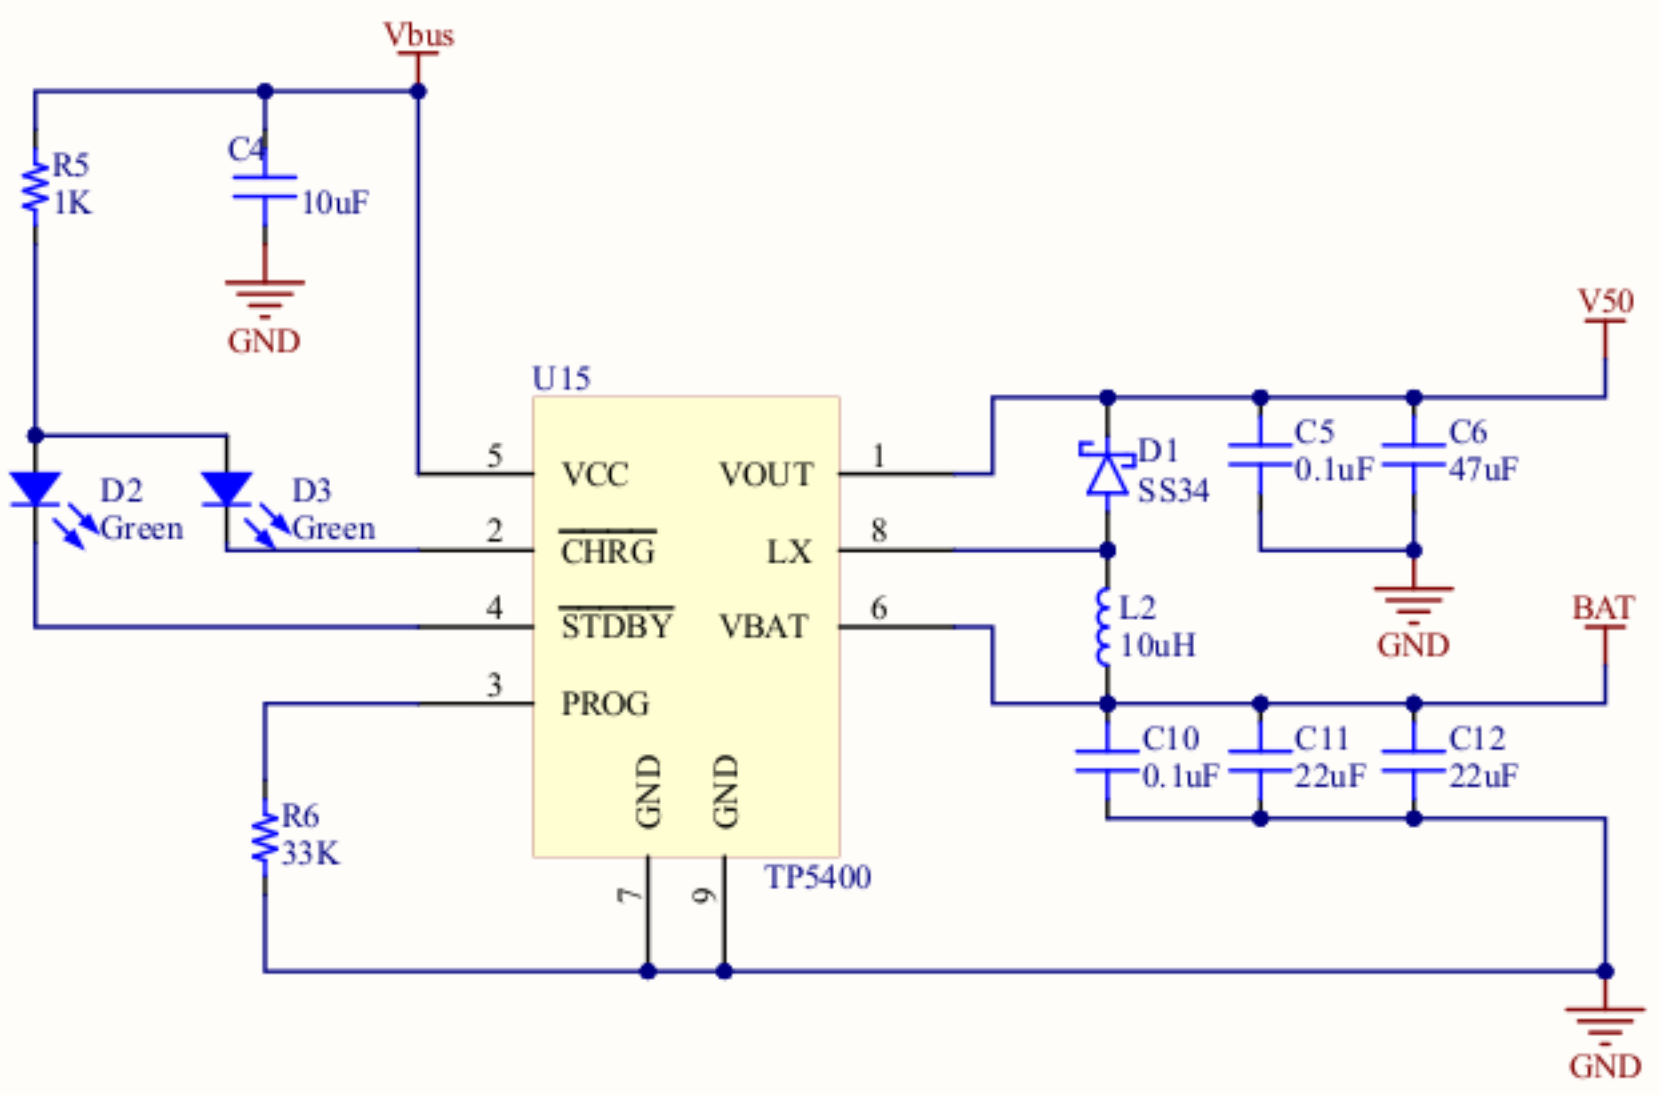 Vbus
R5
1K
C4
10uF
GND
V50
U15
5
VCC
VOUT
1
D1
SS34
C5
0.1uF
C6
47uF
D2
Green
D3
Green
2
CHRG
LX
8
4
STDBY
VBAT
6
L2
10uH
GND
BAT
3
PROG
C10
0.1uF
C11
22uF
C12
22uF
R6
33K
GND
GND
TP5400
7
9
GND